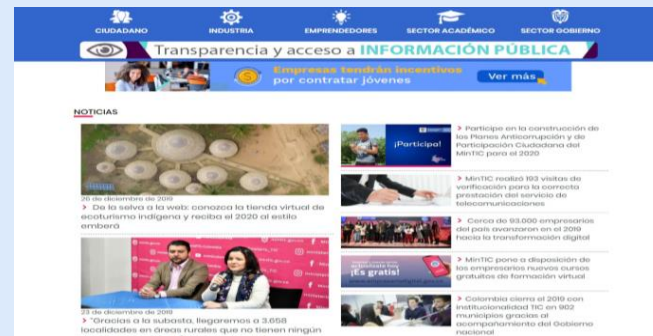 CIUDADANO
INDUSTRIA
EMPRENDEDORES
SECTOR ACADÉMICO
SECTOR GOBIERNO
Transparencia y acceso a INFORMACIÓN PÚBLICA
Empresas tendrán incentivos
por contratar jóvenes
Ver más
NOTICIAS
26 de diciembre de 2019
> De la selva a la web: conozca la tienda virtual de
ecoturismo indígena y reciba el 2020 al estilo
emberá
23 de diciembre de 2019
> "Gracias a la subasta, llegaremos a 3.658
localidades en áreas rurales que no tienen ningún
¡Participa!
> Participe en la construcción de
los Planes Anticorrupción y de
Participación Ciudadana del
MinTIC para el 2020
> MinTIC realizó 193 visitas de
verificación para la correcta
prestación del servicio de
telecomunicaciones
> Cerca de 93.000 empresarios
del país avanzaron en el 2019
hacia la transformación digital
¡Es gratis!
> MinTIC pone a disposición de
los empresarios nuevos cursos
gratuitos de formación virtual
> Colombia cierra el 2019 con
institucionalidad TIC en 902
municipios gracias al
acompañamiento del Gobierno
nacional